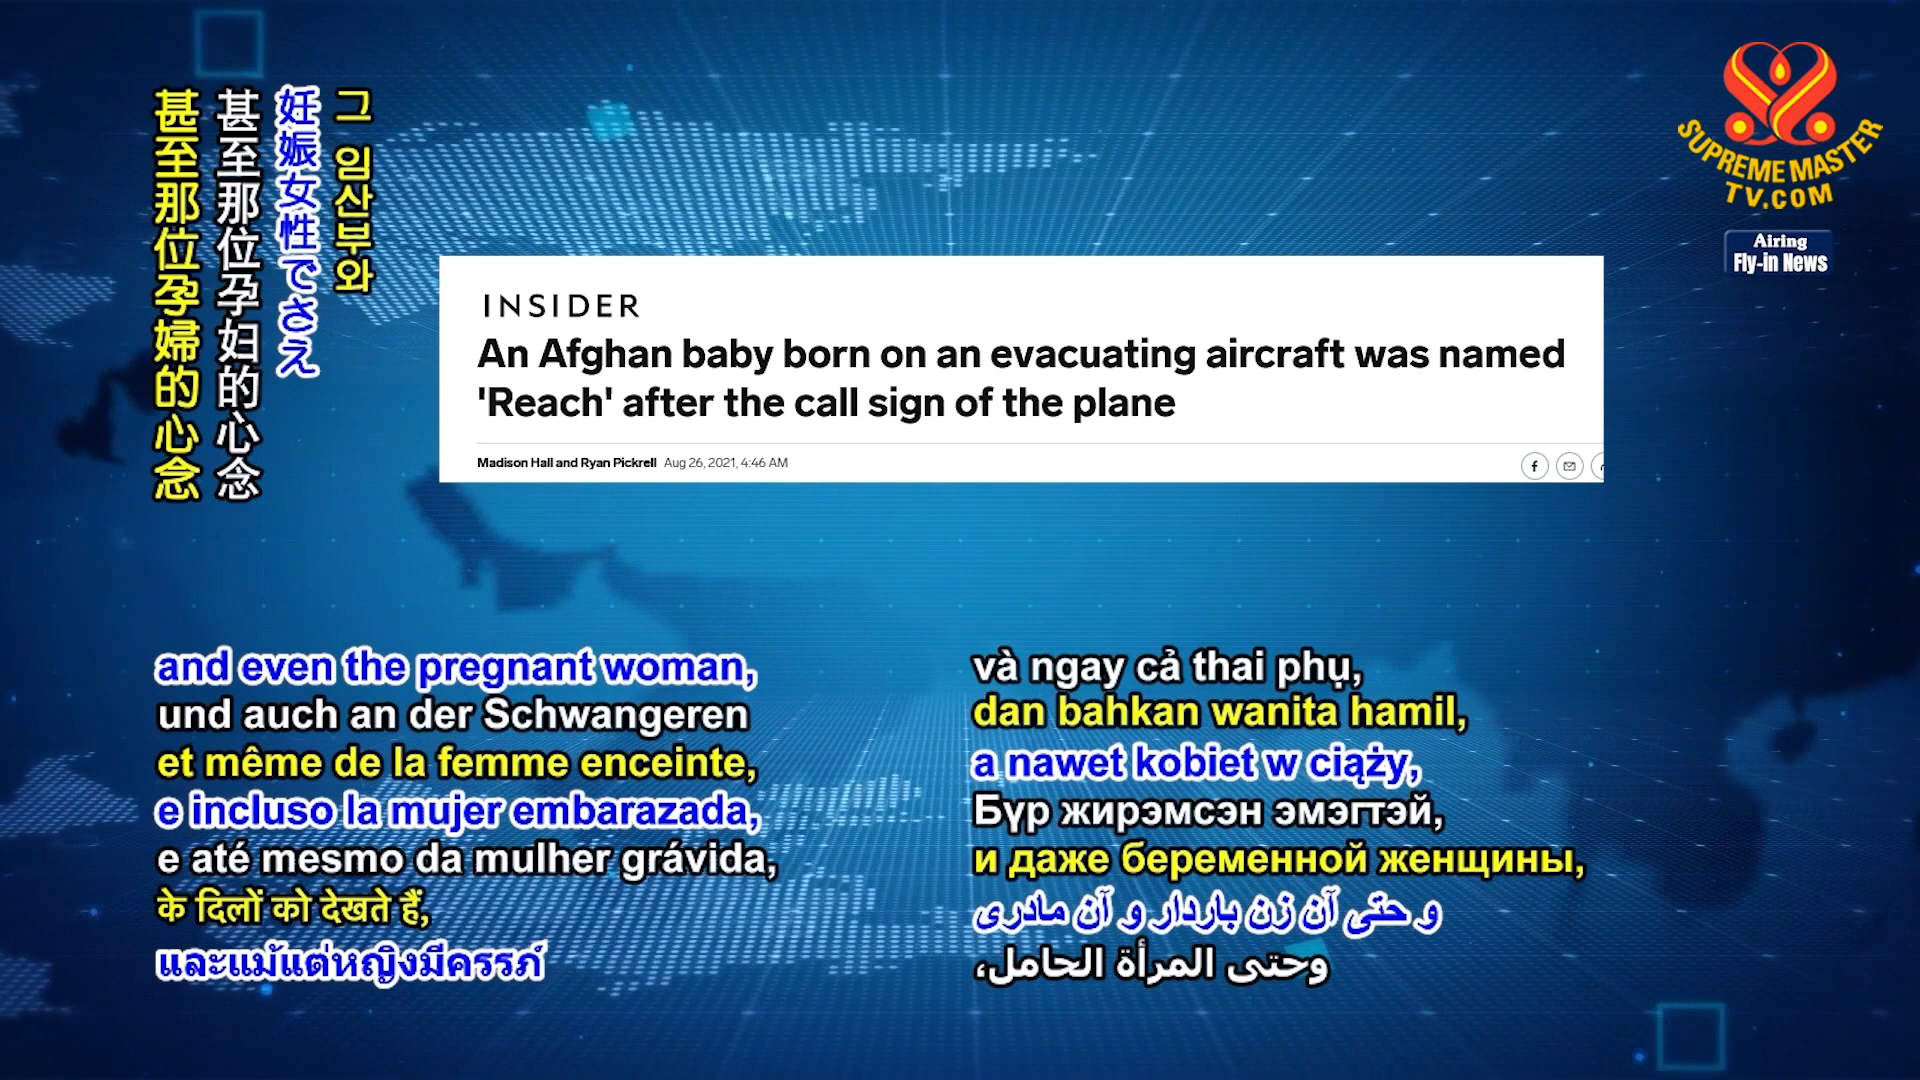 그 임산부와
妊娠女性でさえ
甚至那位孕妇的心念
甚至那位孕婦的心念
SUPREME MASTER
TV.COM
Airing
Fly-in News
INSIDER
An Afghan baby born on an evacuating aircraft was named
'Reach' after the call sign of the plane
Madison Hall and Ryan Pickrell Aug 26, 2021, 4:46 AM
and even the pregnant woman,
und auch an der Schwangeren
et même de la femme enceinte,
e incluso la mujer embarazada,
e até mesmo da mulher grávida,
के दिलों को देखते हैं,
และแม้แต่หญิงมีครรภ์
và ngay cả thai phụ,
dan bahkan wanita hamil,
a nawet kobiet w ciąży,
Бүр жирэмсэн эмэгтэй,
и даже беременной женщины,
و حتی آن زن باردار و آن مادری
وحتى المرأة الحامل،